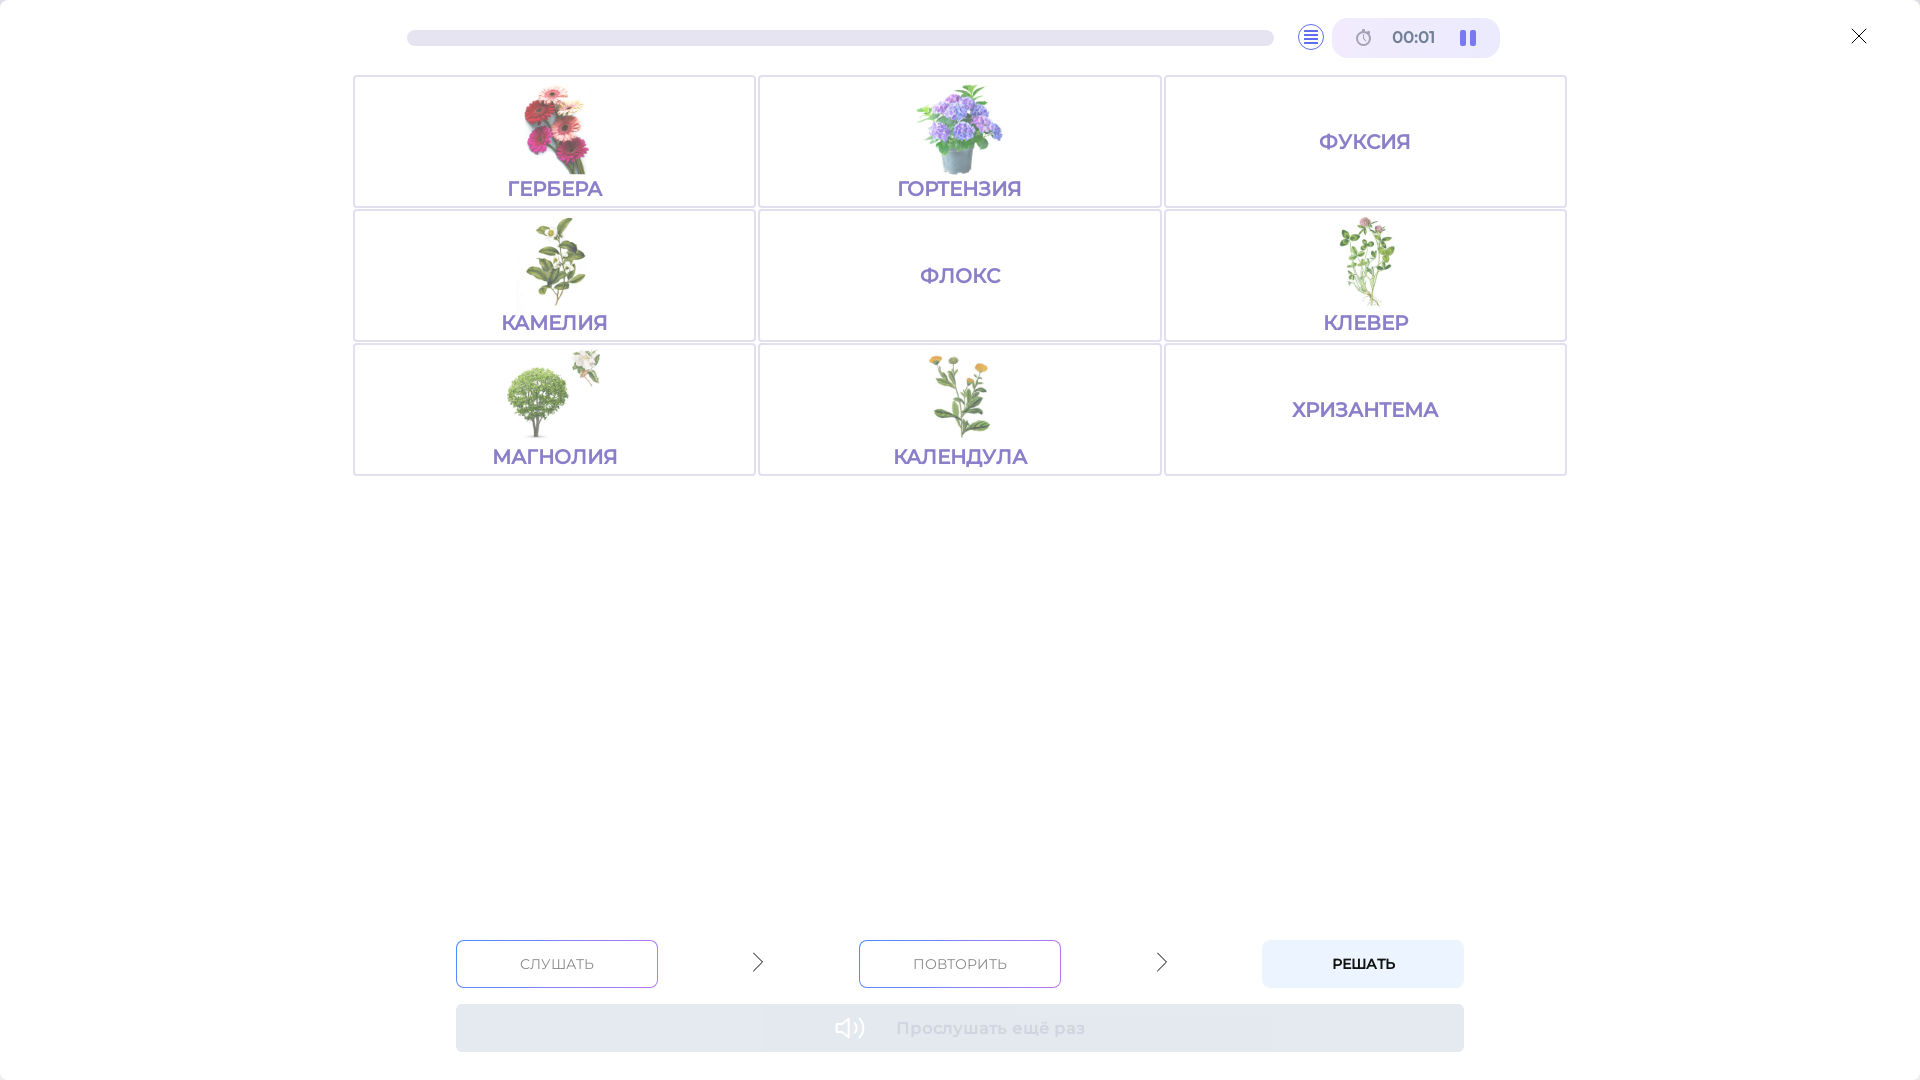 00:01
ГЕРБЕРА
ГОРТЕНЗИЯ
ФУКСИЯ
КАМЕЛИЯ
ФЛОКС
КЛЕВЕР
МАГНОЛИЯ
КАЛЕНДУЛА
ХРИЗАНТЕМА
СЛУШАТЬ
ПОВТОРИТЬ
РЕШАТЬ
Прослушать ещё раз